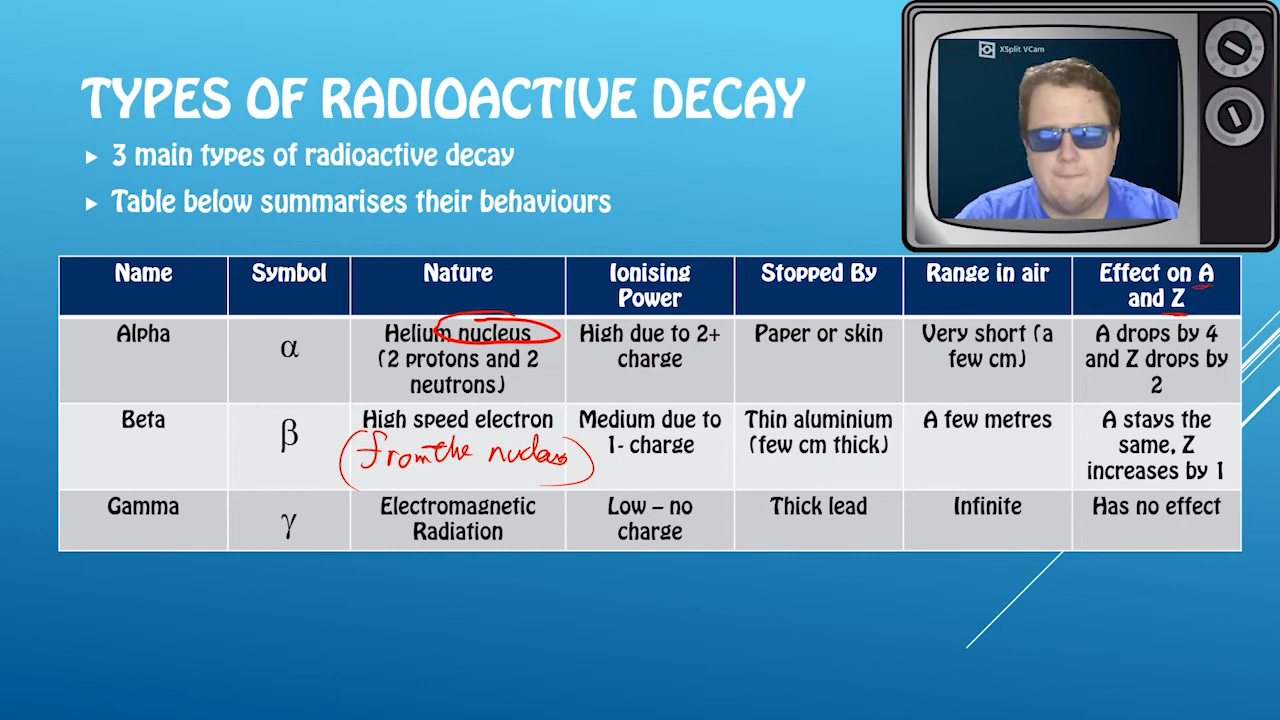 XSplit VCam
TYPES OF RADIOACTIVE DECAY
3 main types of radioactive decay
Table below summarises their behaviours
Name
Symbol
Nature
Ionising
Power
Stopped By
Range in air
Effect on A
and Z
Alpha
α
Helium nucleus
(2 protons and 2
neutrons)
High due to 2+
charge
Paper or skin
Very short (a
few cm)
A drops by 4
and Z drops by
2
Beta
β
High speed electron
(from the nucleus)
Medium due to
1- charge
Thin aluminium
(few cm thick)
A few metres
A stays the
same, Z
increases by 1
Gamma
γ
Electromagnetic
Radiation
Low – no
charge
Thick lead
Infinite
Has no effect